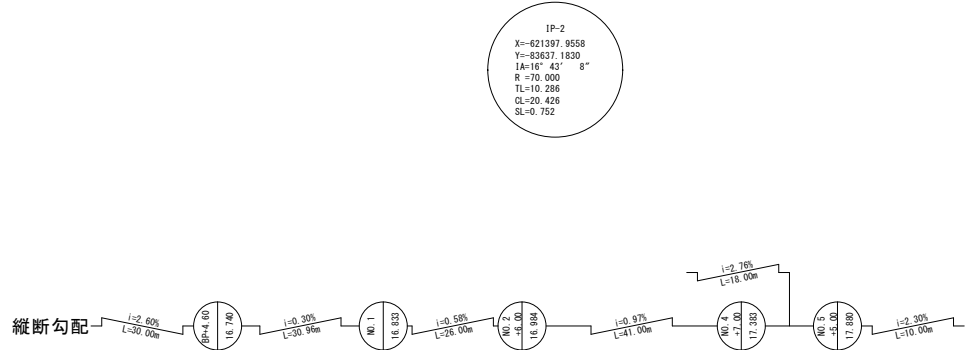 IP-2
X=-621397.9558
Y=-83637.1830
IA=16° 43′ 8″
R =70.000
TL=10.286
CL=20.426
SL=0.752
i=2.76%
L=18.00m
縦断勾配
i=2.60%
L=30.00m
BP+4.60
16.740
i=0.30%
L=30.96m
NO.1
16.833
i=0.58%
L=26.00m
NO.2
+6.00
16.984
i=0.97%
L=41.00m
NO.4
+7.00
17.383
NO.5
+5.00
17.880
i=2.30%
L=10.00m